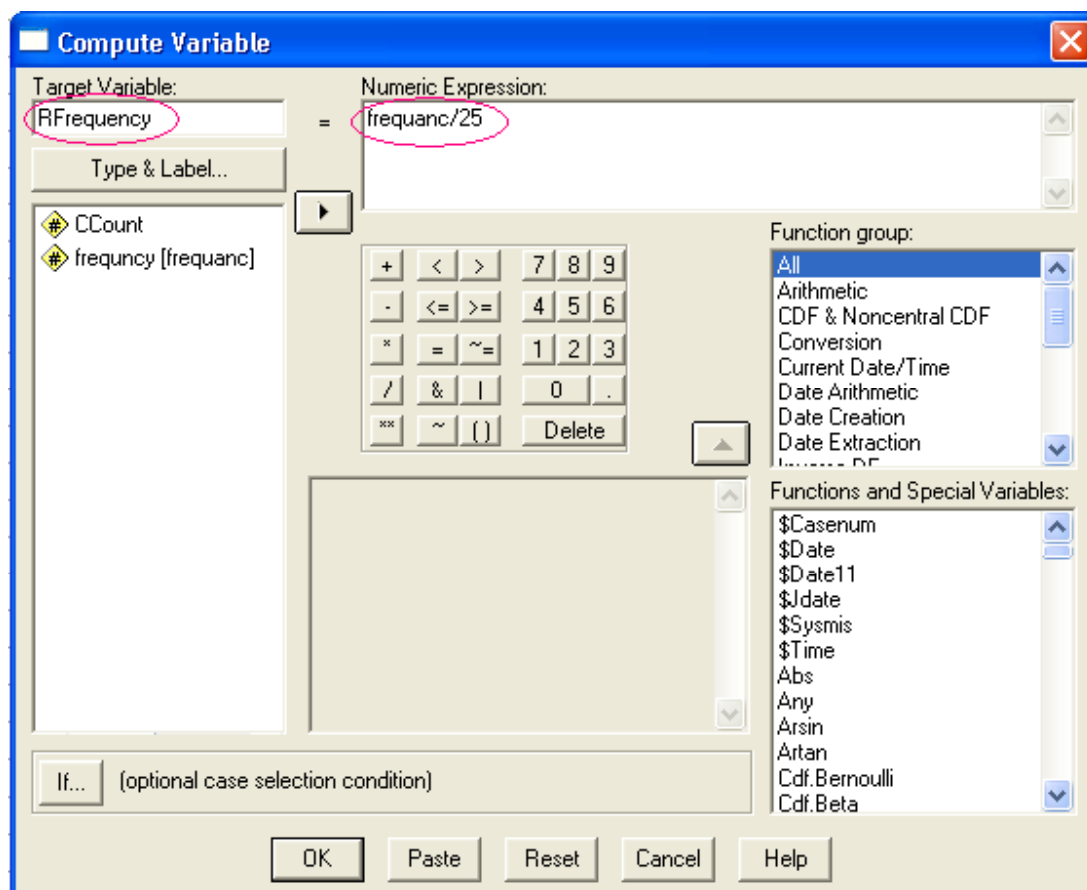 Compute Variable
Target Variable:
Numeric Expression:
RFrequency
=
frequanc/25
Type & Label...
CCount
frequncy [frequanc]
+ < > 7 8 9
- <= >= 4 5 6
* = ~= 1 2 3
/ & | 0 .
** ~ ( ) Delete
Function group:
All
Arithmetic
CDF & Noncentral CDF
Conversion
Current Date/Time
Date Arithmetic
Date Creation
Date Extraction
Functions and Special Variables:
$Casenum
$Date
$Date11
$Jdate
$Sysmis
$Time
Abs
Any
Arsin
Artan
Cdf.Bernoulli
Cdf.Beta
If... (optional case selection condition)
OK Paste Reset Cancel Help